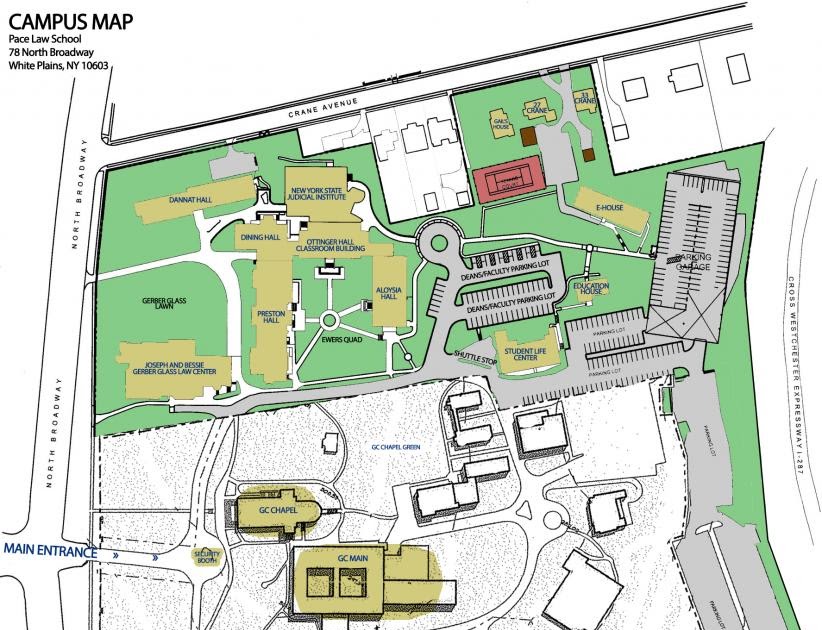 CAMPUS MAP
Pace Law School
78 North Broadway
White Plains, NY 10603
CRANE AVENUE
NORTH BROADWAY
GAIL'S
HOUSE
27
CRANE
33
CRANE
COURT
DANNAT HALL
NEW YORK STATE
JUDICIAL INSTITUTE
E-HOUSE
DINING HALL
OTTINGER HALL
CLASSROOM BUILDING
PARKING
GARAGE
DEANS/FACULTY PARKING LOT
GERBER GLASS
LAWN
PRESTON
HALL
ALOYSIA
HALL
EDUCATION
HOUSE
DEANS/FACULTY PARKING LOT
EWERS QUAD
PARKING LOT
JOSEPH AND BESSIE
GERBER GLASS LAW CENTER
SHUTTLE STOP
STUDENT LIFE
CENTER
PARKING LOT
CROSS WESTCHESTER EXPRESSWAY I-287
NORTH BROADWAY
GC CHAPEL GREEN
PARKING LOT
GC CHAPEL
MAIN ENTRANCE » »
SECURITY
BOOTH
GC MAIN
PARKING LOT